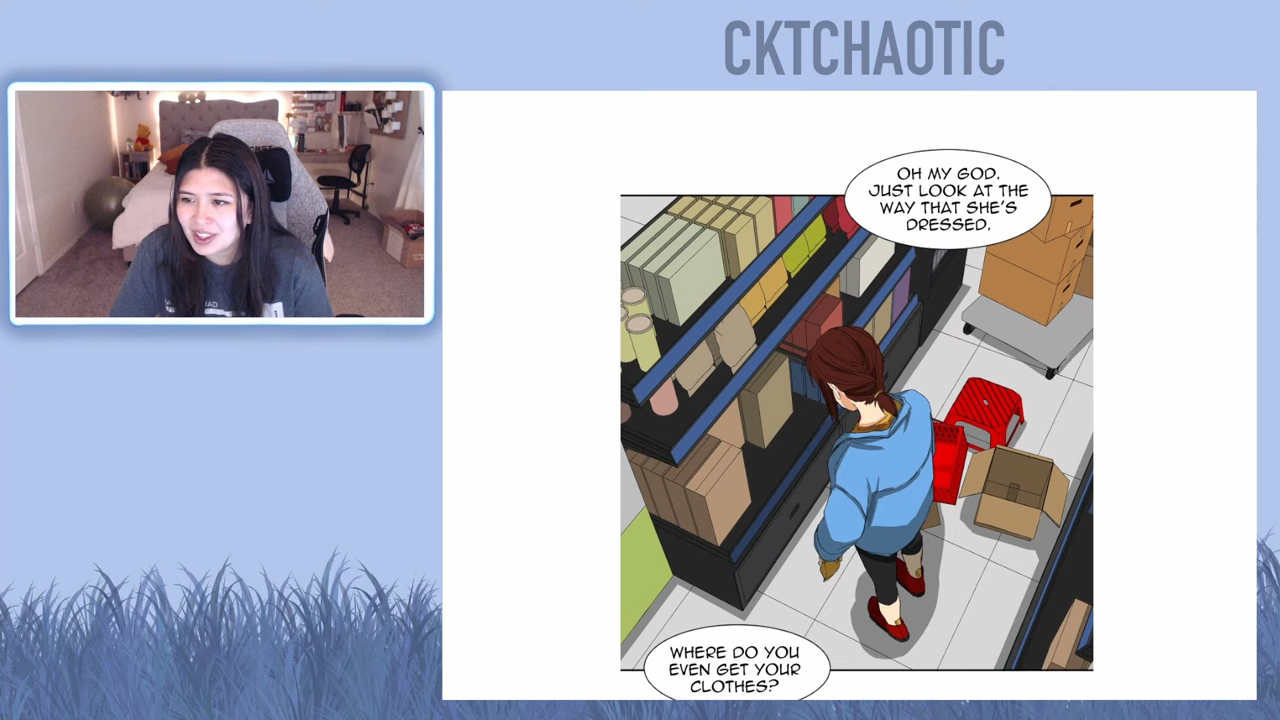 CKTCHAOTIC
OH MY GOD.
JUST LOOK AT THE
WAY THAT SHE'S
DRESSED.
WHERE DO YOU
EVEN GET YOUR
CLOTHES?